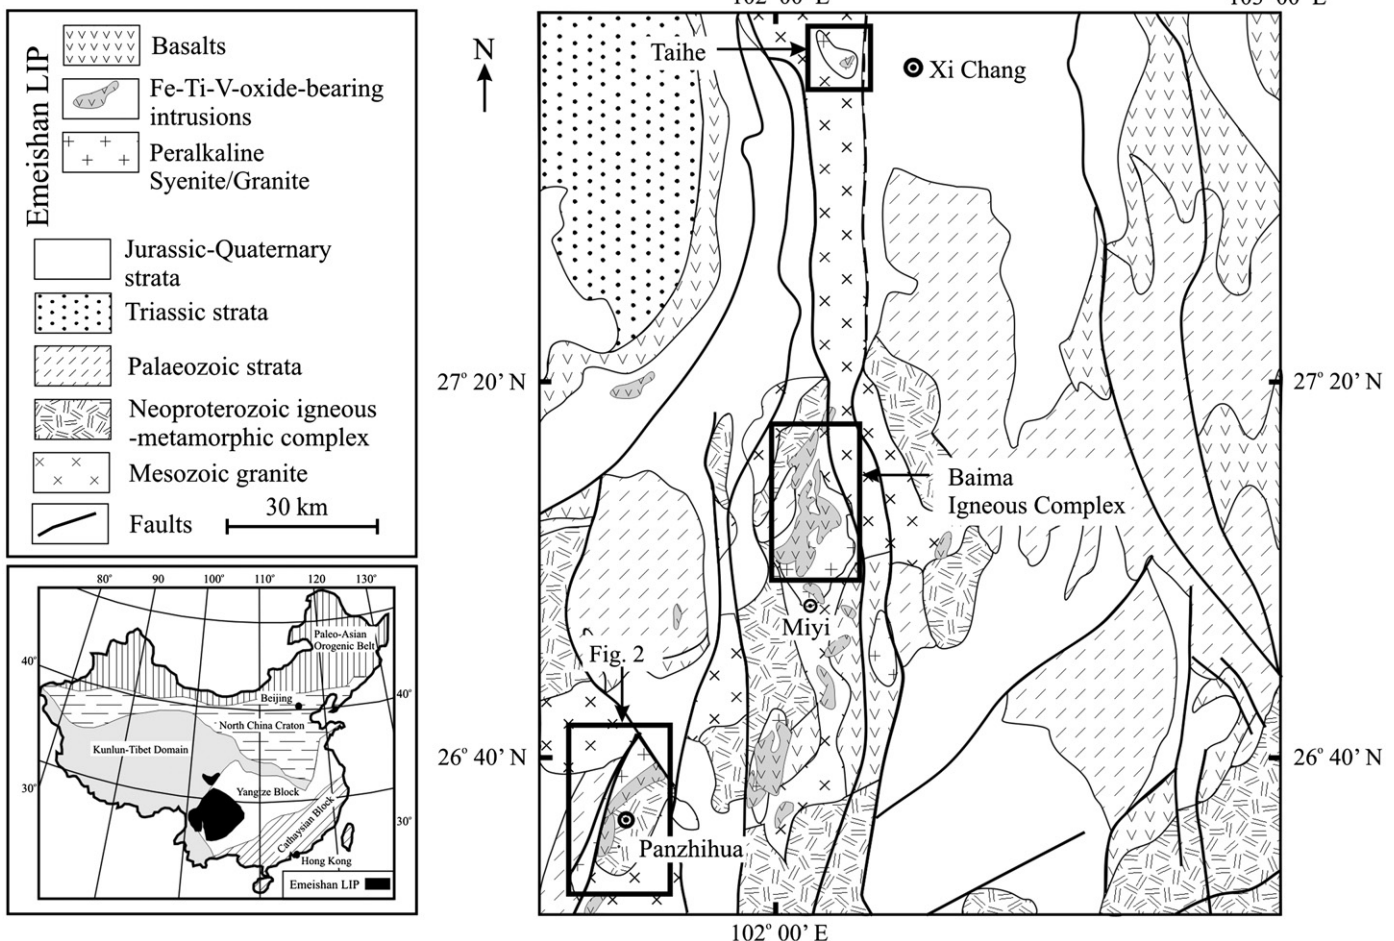 Emeishan LIP
Basalts
Fe-Ti-V-oxide-bearing
intrusions
Peralkaline
Syenite/Granite
Jurassic-Quaternary
strata
Triassic strata
Palaeozoic strata
Neoproterozoic igneous
-metamorphic complex
Mesozoic granite
Faults
30 km
80°
90
100°
110°
120
130°
40°
30°
40°
30°
Paleo-Asian
Orogenic Belt
Beijing
North China Craton
Kunlun-Tibet Domain
Yangtze Block
Cathaysian Block
Hong Kong
Emeishan LIP
N
102° 00' E
103° 00' E
Taihe
Xi Chang
27° 20' N
27° 20' N
Baima
Igneous Complex
Miyi
Fig. 2
26° 40' N
26° 40' N
Panzhihua
102° 00' E